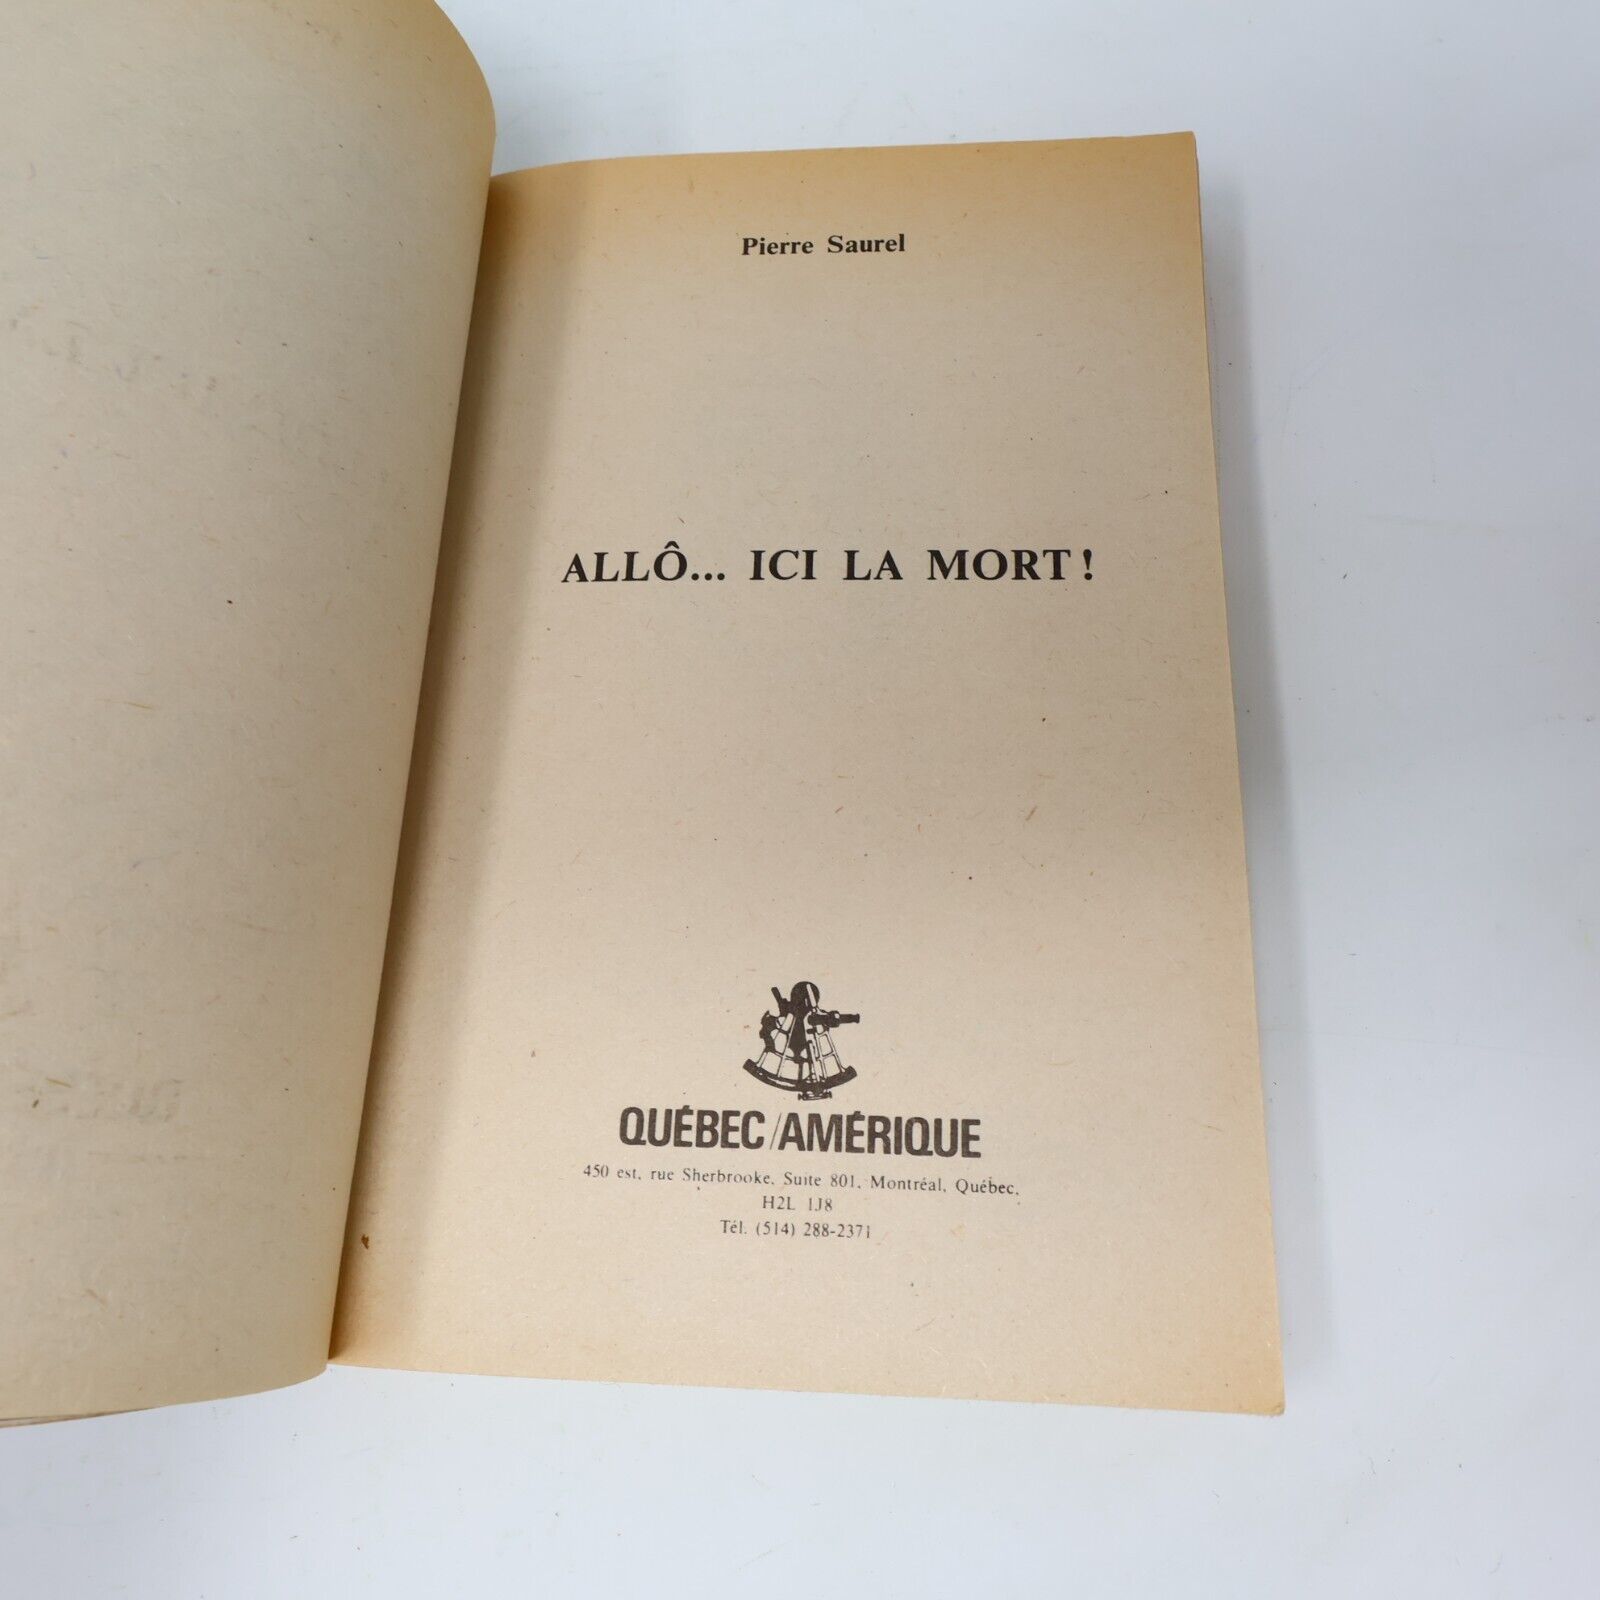 Pierre Saurel
ALLÔ... ICI LA MORT!
QUÉBEC/AMÉRIQUE
450 est, rue Sherbrooke, Suite 801, Montréal, Québec,
H2L 1J8
Tél. (514) 288-2371